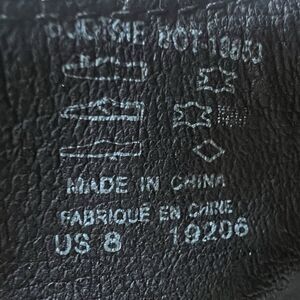 MADE IN CHINA
FABRIQUÉ EN CHINE
US 8 19206